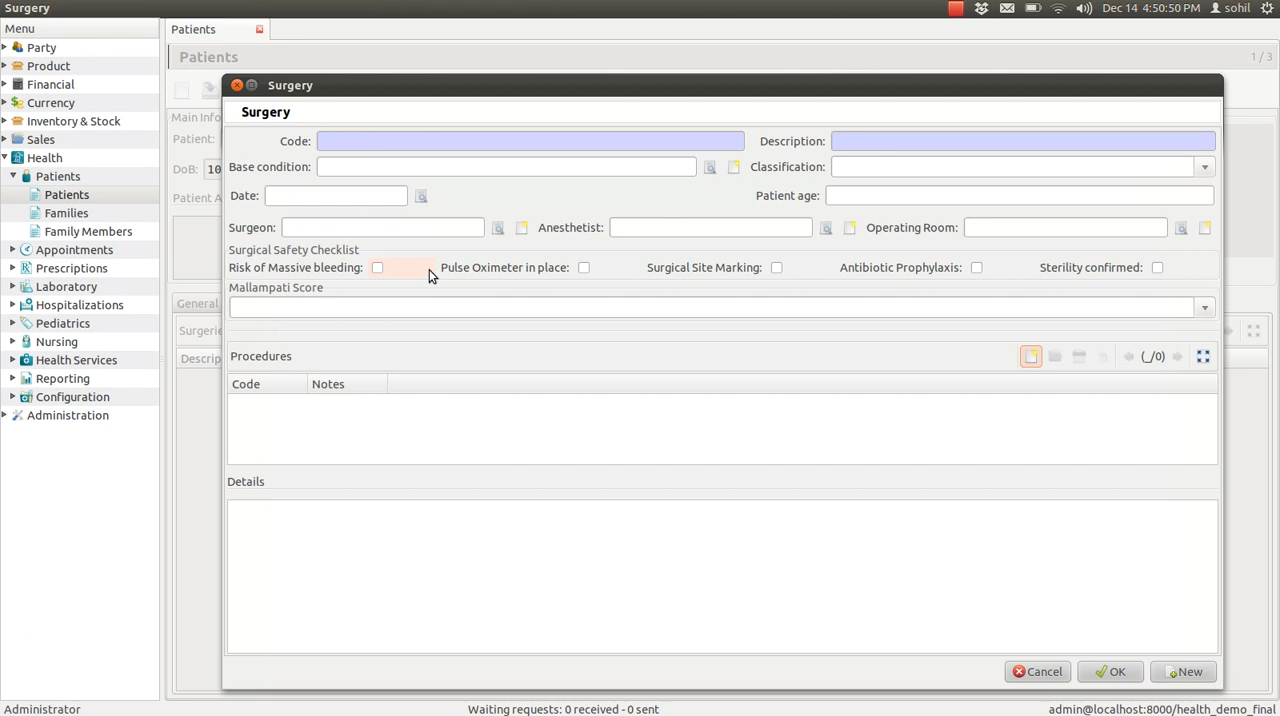 Surgery
Dec 14 4:50:50 PM
sohil
Menu
Party
Product
Financial
Currency
Inventory & Stock
Sales
Health
Patients
Patients
Families
Family Members
Appointments
Prescriptions
Laboratory
Hospitalizations
Pediatrics
Nursing
Health Services
Reporting
Configuration
Administration
Patients
Patients
1 / 3
Main Info
Patient:
DoB: 10
Patient A
General
Surgeries
Descrip
Surgery
Surgery
Code: Description:
Base condition: Classification:
Date: Patient age:
Surgeon: Anesthetist: Operating Room:
Surgical Safety Checklist
Risk of Massive bleeding: Pulse Oximeter in place: Surgical Site Marking: Antibiotic Prophylaxis: Sterility confirmed:
Mallampati Score
Procedures (_/0)
Code Notes
Details
Cancel OK New
Administrator Waiting requests: 0 received - 0 sent admin@localhost:8000/health_demo_final